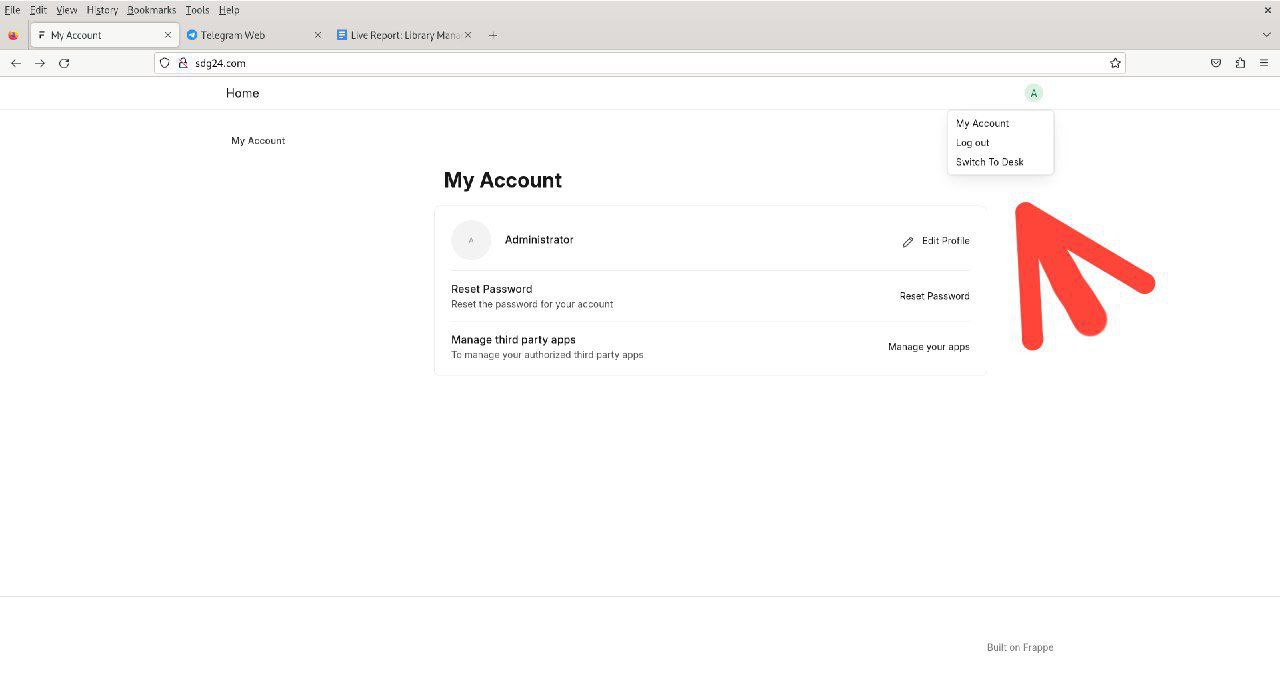 File Edit View History Bookmarks Tools Help
My Account
Telegram Web
Live Report: Library Mana
sdg24.com
Home
A
My Account
My Account
Log out
Switch To Desk
My Account
A
Administrator
Edit Profile
Reset Password
Reset the password for your account
Reset Password
Manage third party apps
To manage your authorized third party apps
Manage your apps
Built on Frappe